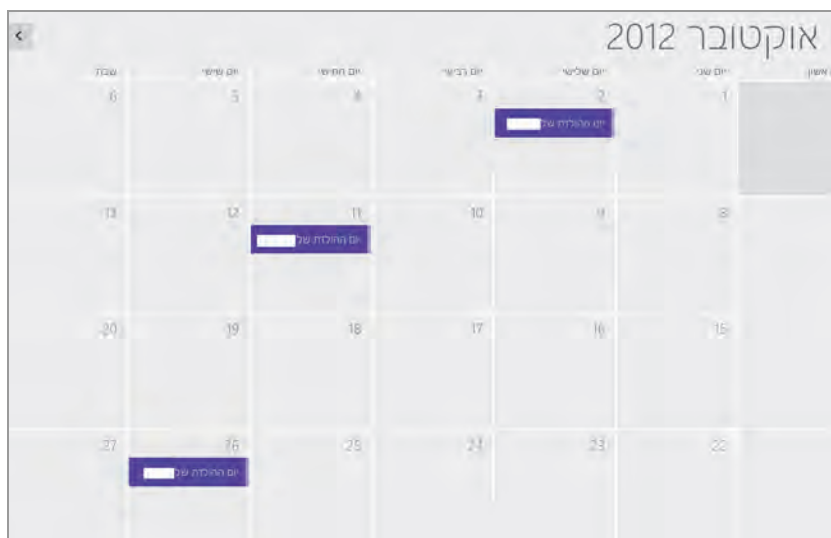 אוקטובר 2012
ראשון יום שני יום שלישי יום רביעי יום חמישי יום שישי שבת
1 2 3 4 5 6
יום ההולדת של
8 9 10 11 12 13
יום ההולדת של
15 16 17 18 19 20
22 23 24 25 26 27
יום ההולדת של